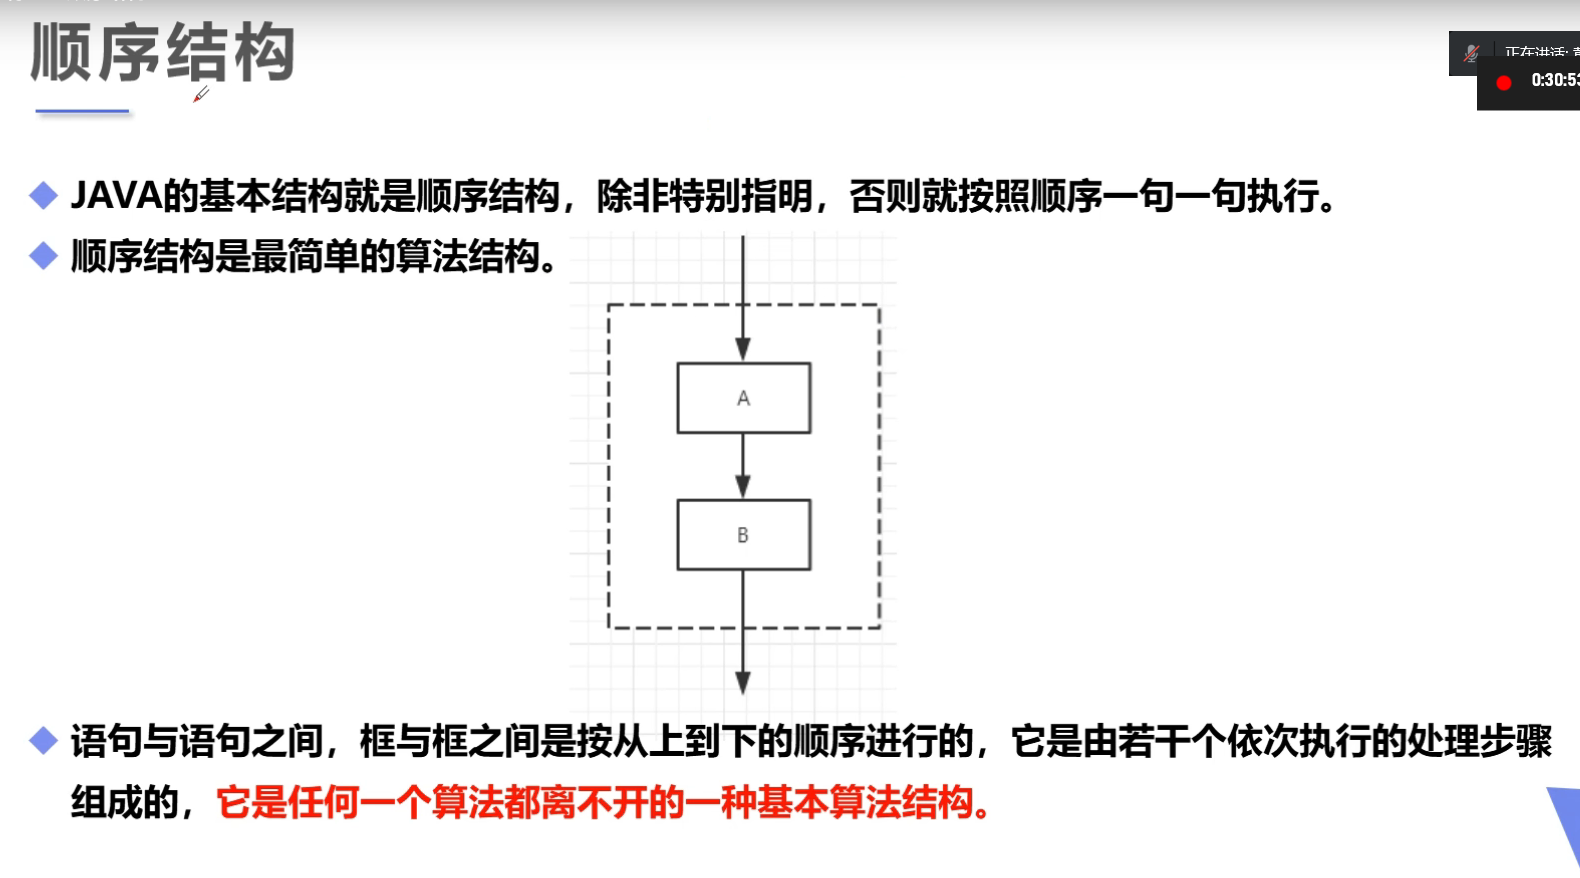 顺序结构
正在讲话:
0:30:53
JAVA的基本结构就是顺序结构，除非特别指明，否则就按照顺序一句一句执行。
顺序结构是最简单的算法结构。
A
B
语句与语句之间，框与框之间是按从上到下的顺序进行的，它是由若干个依次执行的处理步骤
组成的，它是任何一个算法都离不开的一种基本算法结构。